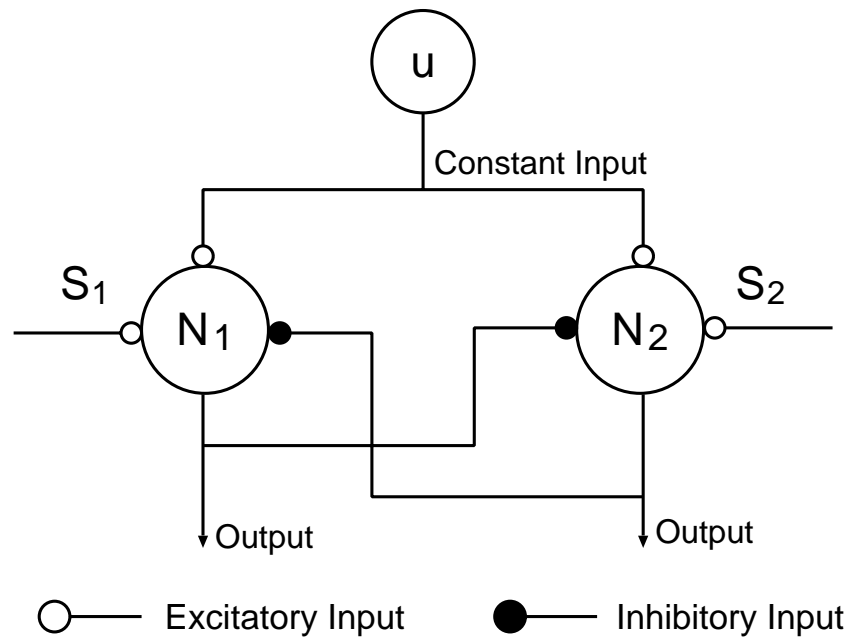 u
Constant Input
S1
S2
N1
N2
Output
Output
Excitatory Input
Inhibitory Input